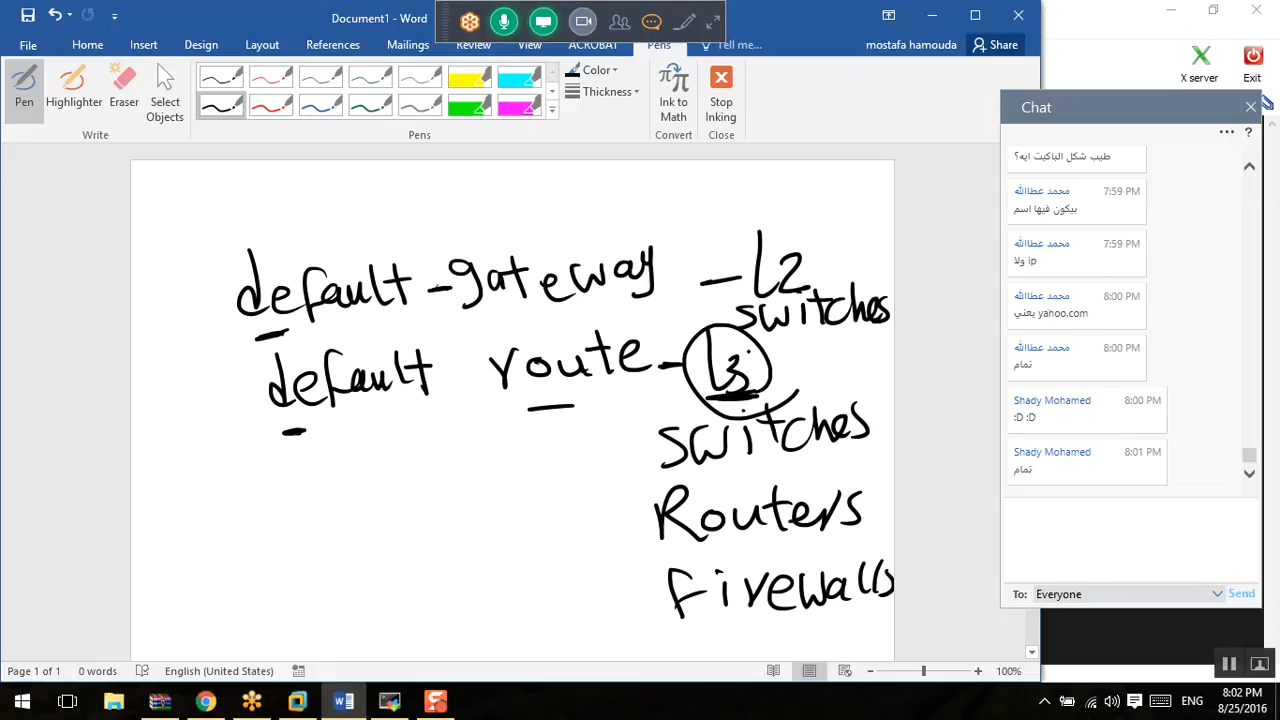 Document1 - Word
File
Home
Insert
Design
Layout
References
Mailings
Review
View
ACROBAT
Pens
Tell me...
mostafa hamouda
Share
Pen
Highlighter
Eraser
Select Objects
Color
Thickness
Ink to Math
Stop Inking
Write
Pens
Convert
Close
X server
Exit
default-gateway - L2
switches
default route - L3
switches
Routers
Firewalls
Chat
طيب شكل الباكيت ايه؟
محمد عطاالله 7:59 PM
بيكون فيها اسم
محمد عطاالله 7:59 PM
ولا ip
محمد عطاالله 8:00 PM
يعني yahoo.com
محمد عطاالله 8:00 PM
تمام
Shady Mohamed 8:00 PM
:D :D
Shady Mohamed 8:01 PM
تمام
To: Everyone Send
Page 1 of 1 0 words English (United States) 100%
ENG
8:02 PM
8/25/2016